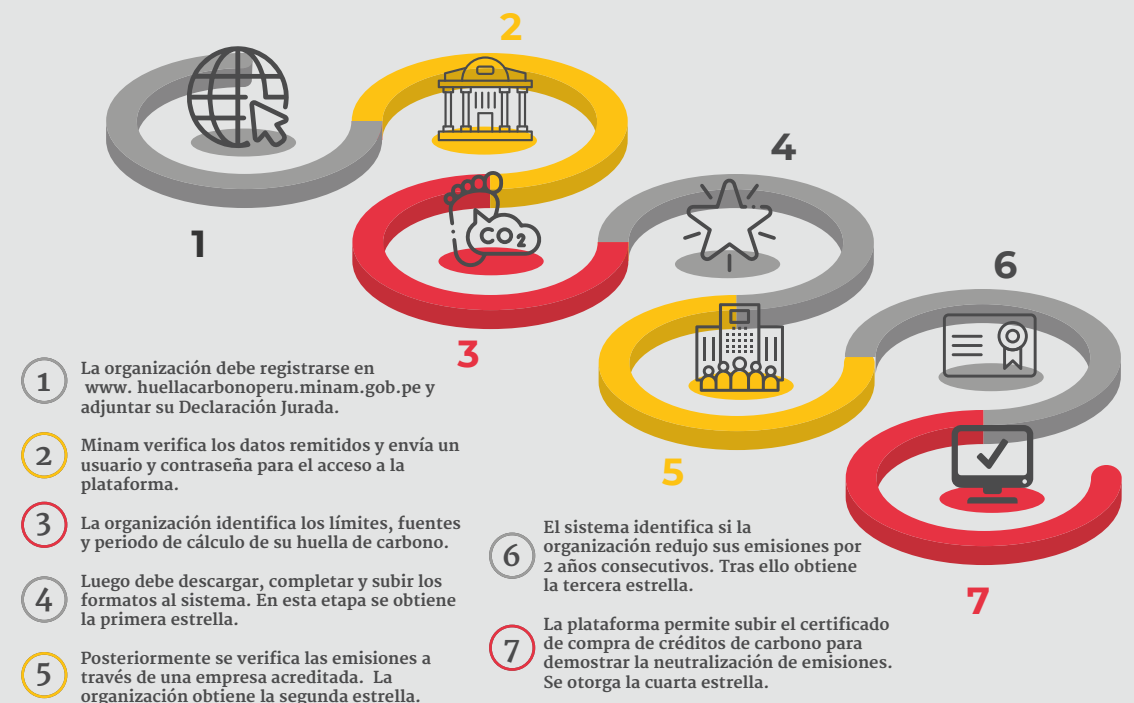 2
4
1
CO2
6
3
5
7
1
La organización debe registrarse en
www. huellacarbonoperu.minam.gob.pe y
adjuntar su Declaración Jurada.
2
Minam verifica los datos remitidos y envía un
usuario y contraseña para el acceso a la
plataforma.
3
La organización identifica los límites, fuentes
y periodo de cálculo de su huella de carbono.
4
Luego debe descargar, completar y subir los
formatos al sistema. En esta etapa se obtiene
la primera estrella.
5
Posteriormente se verifica las emisiones a
través de una empresa acreditada. La
organización obtiene la segunda estrella.
6
El sistema identifica si la
organización redujo sus emisiones por
2 años consecutivos. Tras ello obtiene
la tercera estrella.
7
La plataforma permite subir el certificado
de compra de créditos de carbono para
demostrar la neutralización de emisiones.
Se otorga la cuarta estrella.